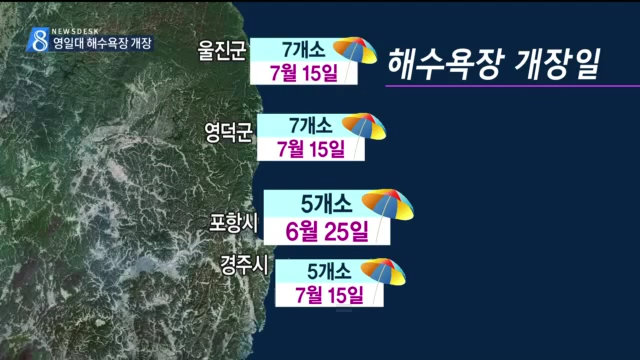 8 NEWSDESK
영일대 해수욕장 개장
해수욕장 개장일
울진군
7개소
7월 15일
영덕군
7개소
7월 15일
포항시
5개소
6월 25일
경주시
5개소
7월 15일